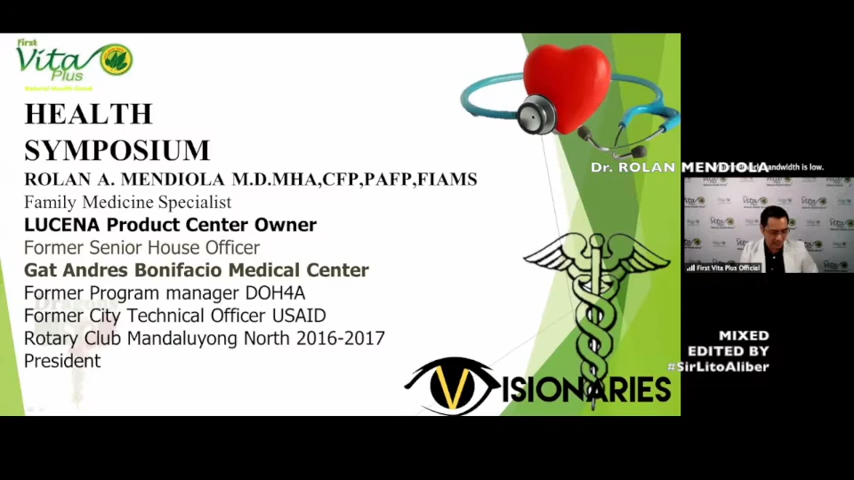 First
Vita
Plus
HEALTH
SYMPOSIUM
ROLAN A. MENDIOLA M.D.MHA,CFP,PAFP,FIAMS
Family Medicine Specialist
LUCENA Product Center Owner
Former Senior House Officer
Gat Andres Bonifacio Medical Center
Former Program manager DOH4A
Former City Technical Officer USAID
Rotary Club Mandaluyong North 2016-2017
President
VISIONARIES
Dr. ROLAN MENDIOLA
bandwidth is low.
First Vita Plus Official
MIXED
EDITED BY
#SirLitoAliber